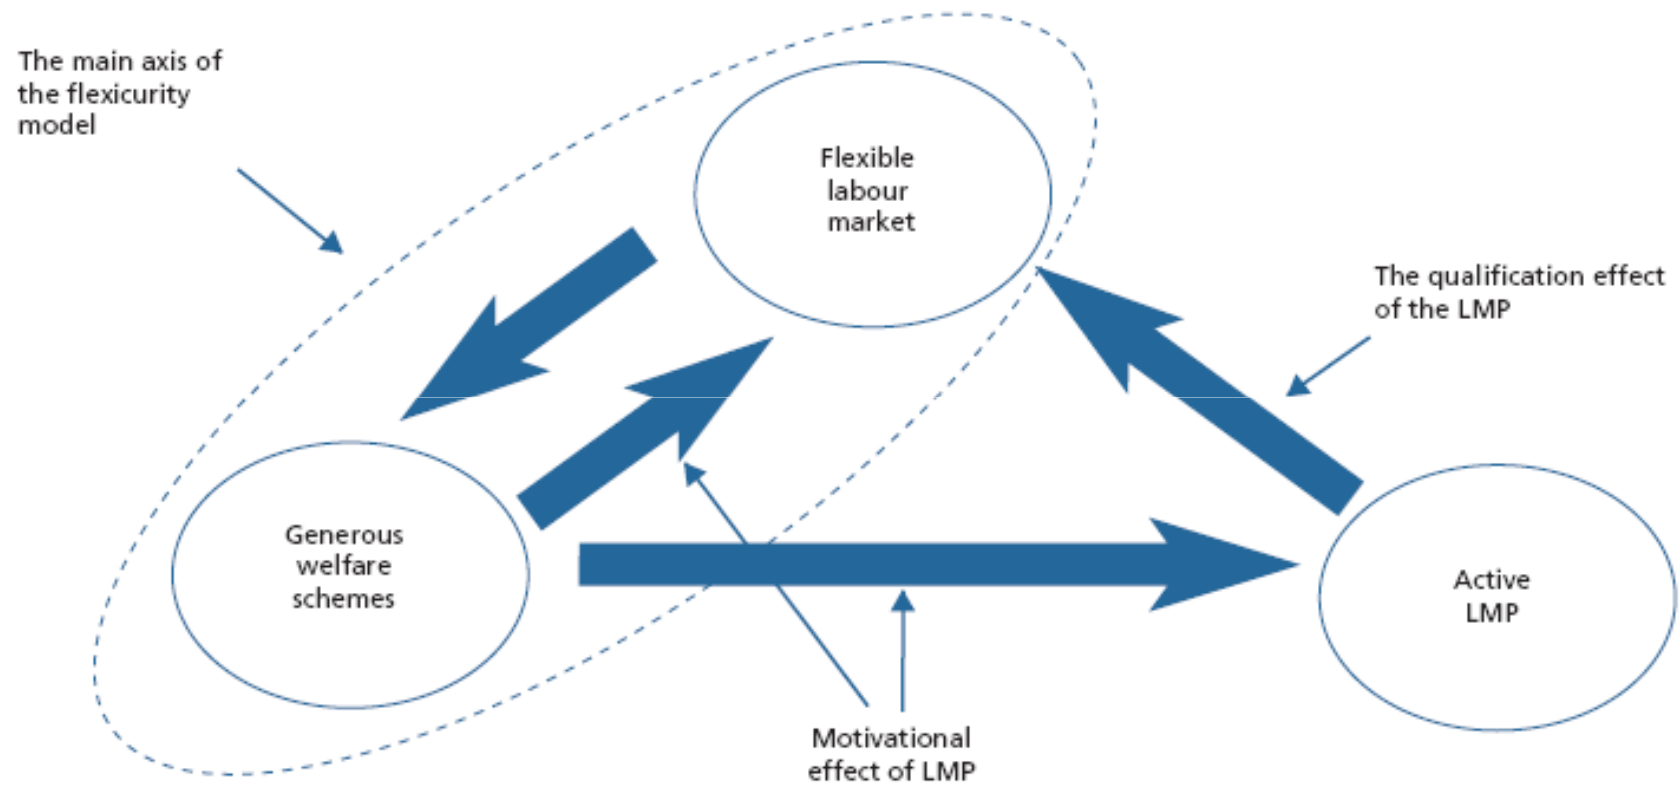 The main axis of
the flexicurity
model
Flexible
labour
market
The qualification effect
of the LMP
Generous
welfare
schemes
Active
LMP
Motivational
effect of LMP